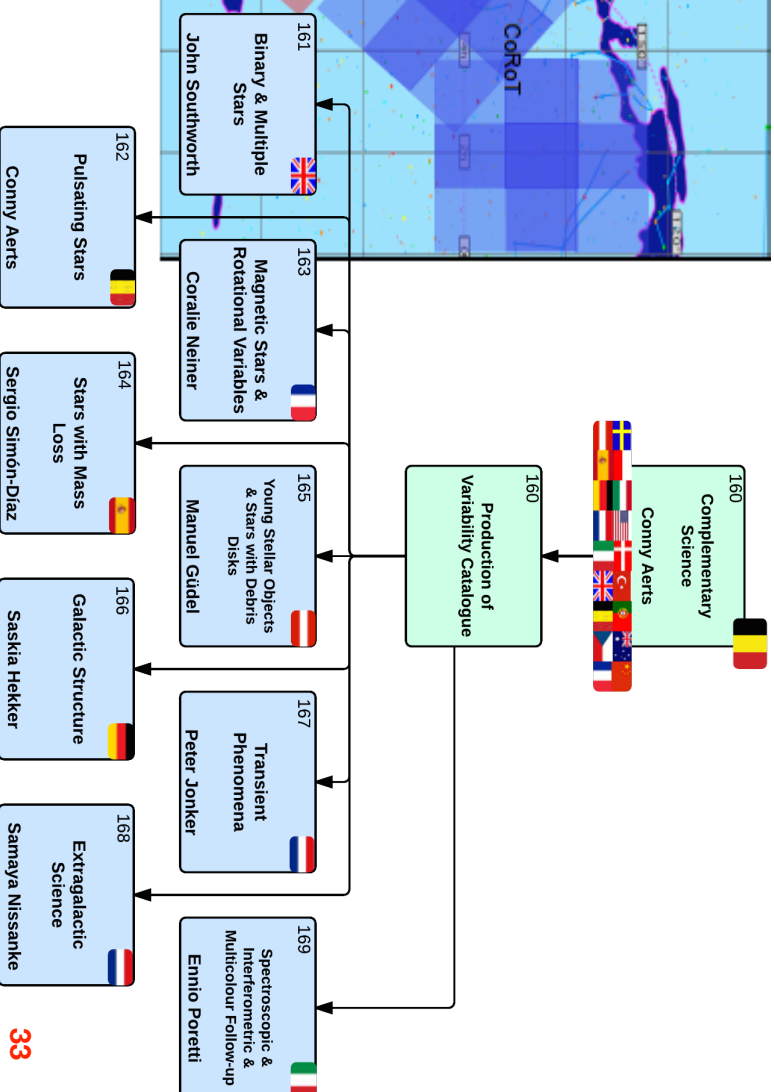 160
Complementary
Science
Conny Aerts
120°
CoRoT
160
Production of
Variability Catalogue
161
Binary & Multiple
Stars
John Southworth
163
Magnetic Stars &
Rotational Variables
Coralie Neiner
165
Young Stellar Objects
& Stars with Debris
Disks
Manuel Güdel
167
Transient
Phenomena
Peter Jonker
169
Spectroscopic &
Interferometric &
Multicolour Follow-up
Ennio Poretti
162
Pulsating Stars
Conny Aerts
164
Stars with Mass
Loss
Sergio Simón-Díaz
166
Galactic Structure
Saskia Hekker
168
Extragalactic
Science
Samaya Nissanke
33